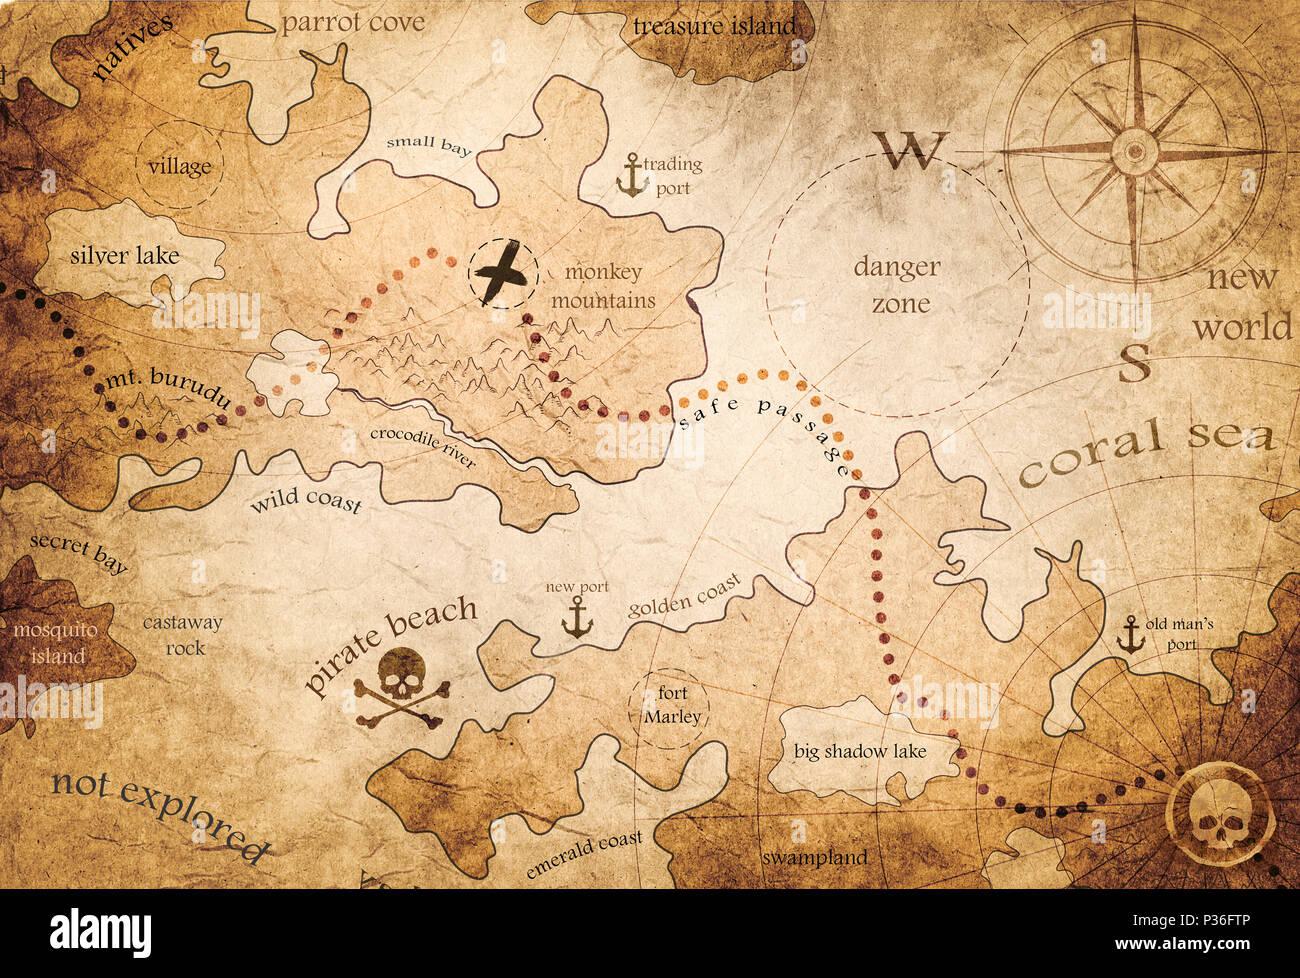 natives
parrot cove
treasure island
small bay
village
trading
port
W
silver lake
monkey
mountains
danger
zone
new
world
S
mt. burudu
safe passage
crocodile river
coral sea
wild coast
secret bay
new port
golden coast
mosquito
island
castaway
rock
pirate beach
old man's
port
fort
Marley
big shadow lake
not explored
emerald coast
swampland
alamy
a
alamy stock photo
P36FTP
www.alamy.com